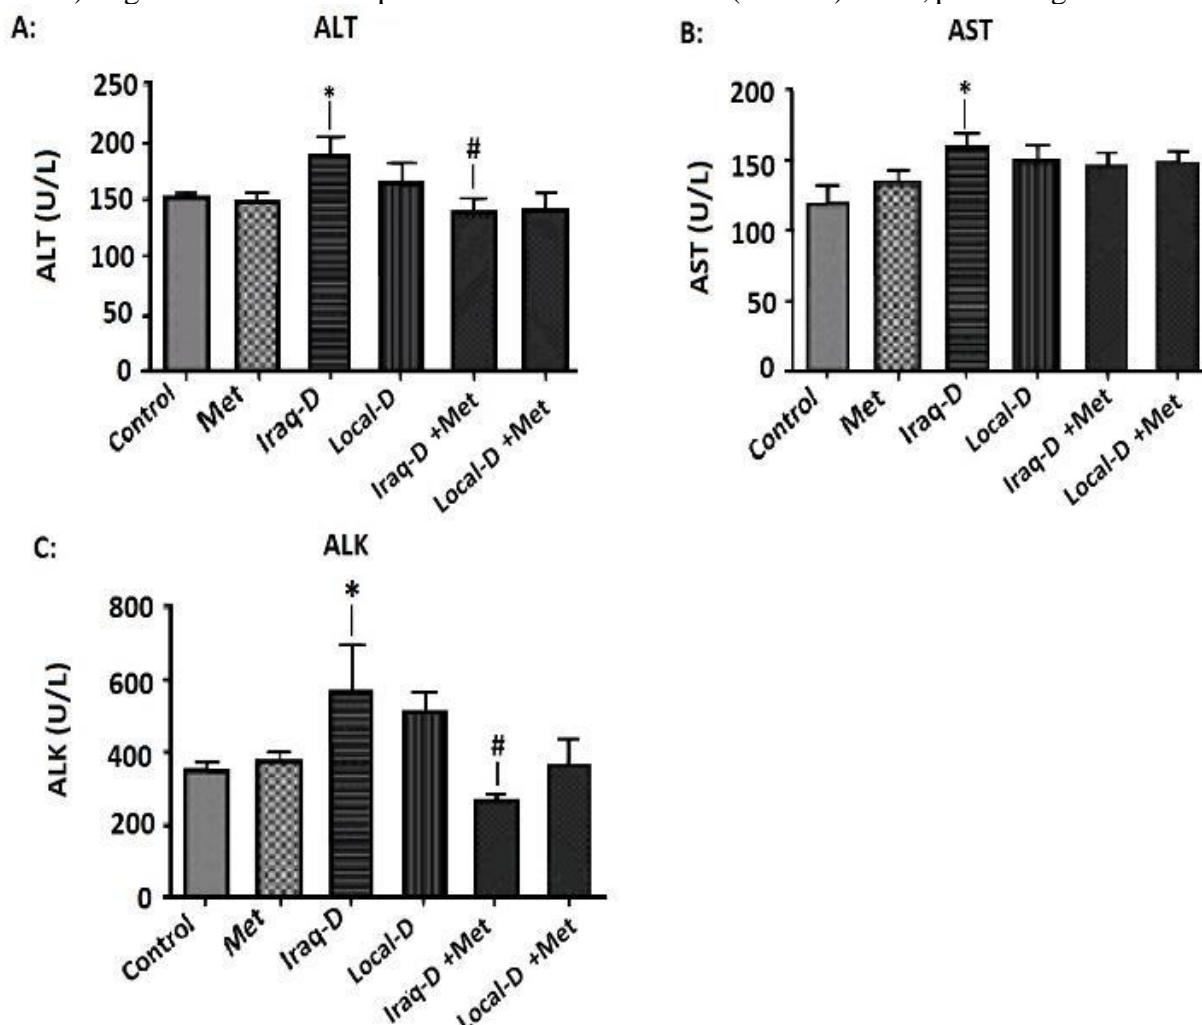 A:
ALT
*
#
ALT (U/L)
250
200
150
100
50
0
Control
Met
Iraq-D
Local-D
Iraq-D +Met
Local-D +Met
B:
AST
*
AST (U/L)
200
150
100
50
0
Control
Met
Iraq-D
Local-D
Iraq-D +Met
Local-D +Met
C:
ALK
*
#
ALK (U/L)
800
600
400
200
0
Control
Met
Iraq-D
Local-D
Iraq-D +Met
Local-D +Met